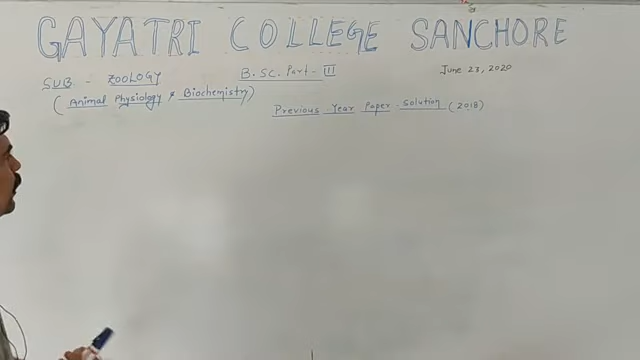 GAYATRI COLLEGE SANCHORE
SUB - ZOOLOGY B.SC. Part - III June 23, 2020
(Animal Physiology & Biochemistry)
Previous Year Paper Solution (2018)